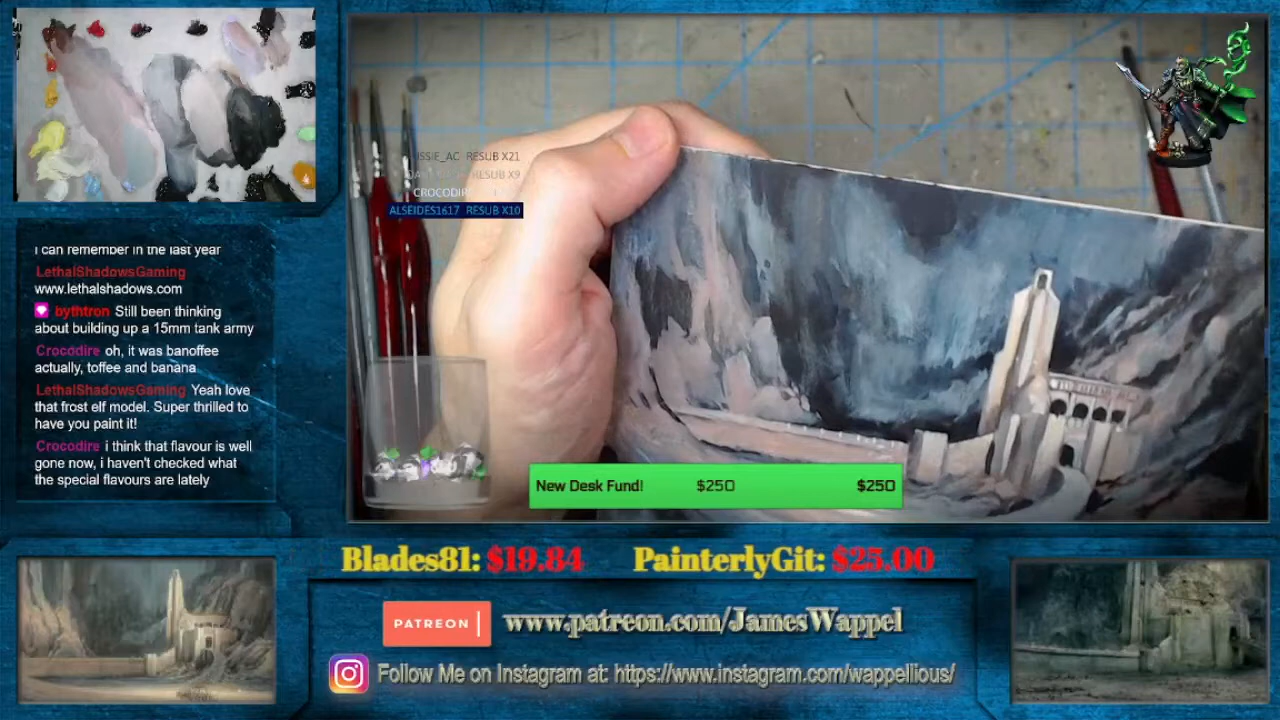 i can remember in the last year
LethalShadowsGaming
www.lethalshadows.com
bythtron Still been thinking
about building up a 15mm tank army
Crocodire oh, it was banoffee
actually, toffee and banana
LethalShadowsGaming Yeah love
that frost elf model. Super thrilled to
have you paint it!
Crocodire i think that flavour is well
gone now, i haven't checked what
the special flavours are lately
ISSIE_AC RESUB X21
RESUB X9
CROCODIR
ALSEIDES1617 RESUB X10
New Desk Fund! $250 $250
Blades81: $19.84 PainterlyGit: $25.00
PATREON www.patreon.com/JamesWappel
Follow Me on Instagram at: https://www.instagram.com/wappellious/